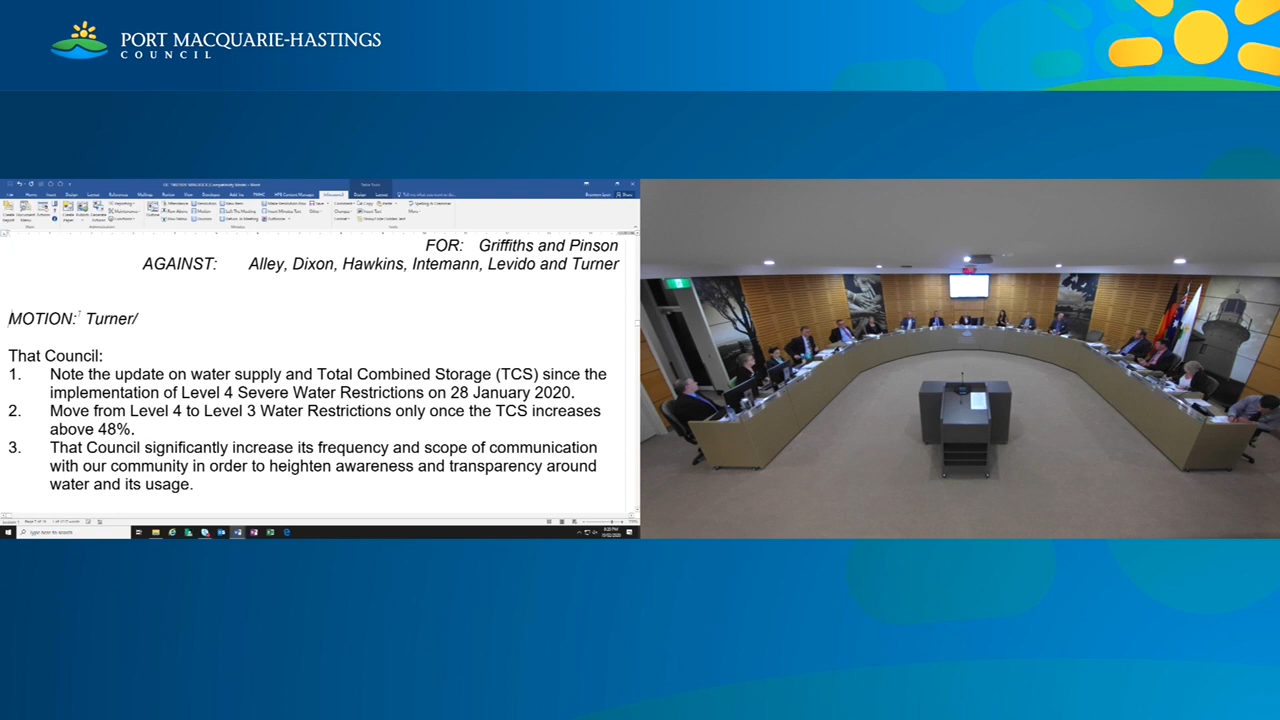 PORT MACQUARIE-HASTINGS
COUNCIL
FOR: Griffiths and Pinson
AGAINST: Alley, Dixon, Hawkins, Intemann, Levido and Turner
MOTION: Turner/
That Council:
1. Note the update on water supply and Total Combined Storage (TCS) since the
implementation of Level 4 Severe Water Restrictions on 28 January 2020.
2. Move from Level 4 to Level 3 Water Restrictions only once the TCS increases
above 48%.
3. That Council significantly increase its frequency and scope of communication
with our community in order to heighten awareness and transparency around
water and its usage.
Type here to search